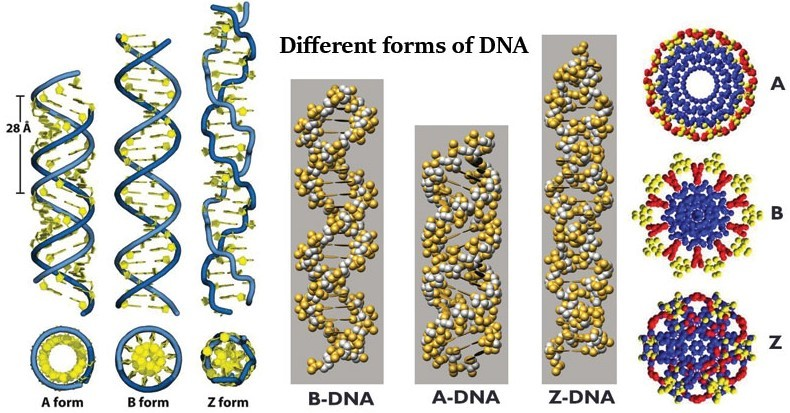 Different forms of DNA
28 Å
A form
B form
Z form
B-DNA
A-DNA
Z-DNA
A
B
Z